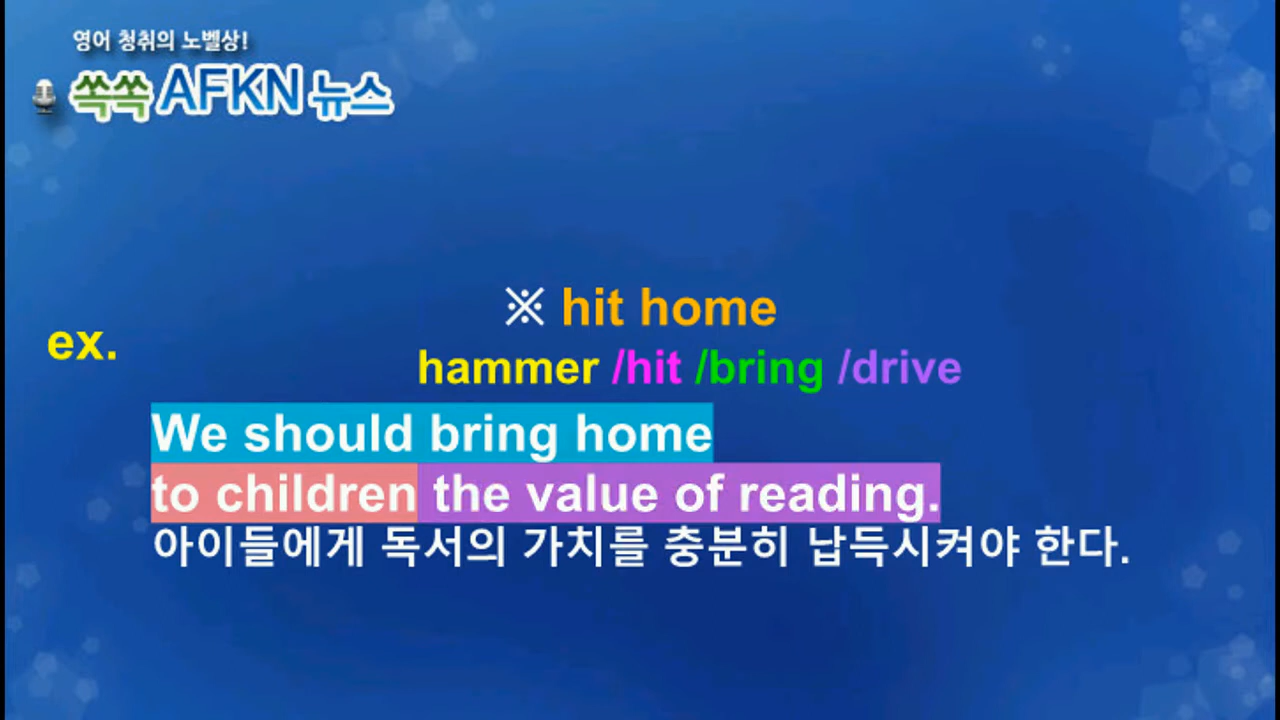 영어 청취의 노벨상!
쏙쏙 AFKN 뉴스
※ hit home
ex.
hammer /hit /bring /drive
We should bring home
to children the value of reading.
아이들에게 독서의 가치를 충분히 납득시켜야 한다.